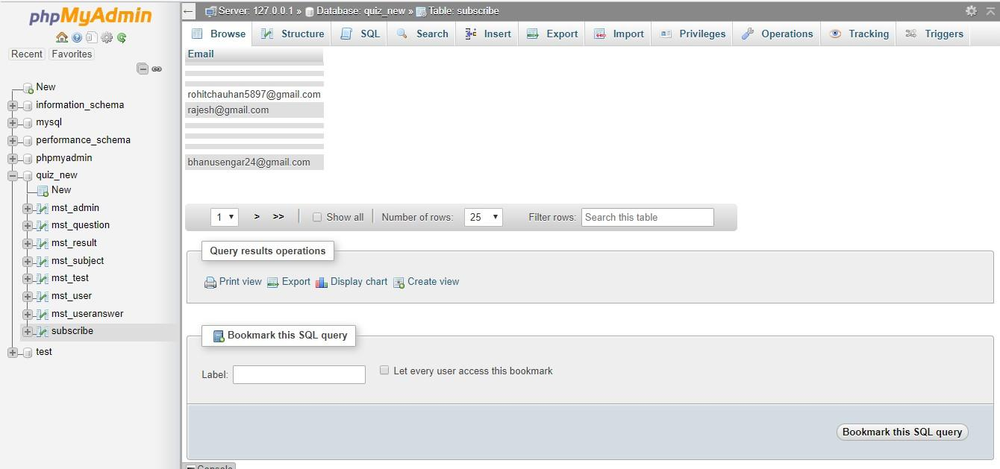 phpMyAdmin
Recent Favorites
New
information_schema
mysql
performance_schema
phpmyadmin
quiz_new
New
mst_admin
mst_question
mst_result
mst_subject
mst_test
mst_user
mst_useranswer
subscribe
test
← Server: 127.0.0.1 » Database: quiz_new » Table: subscribe
Browse Structure SQL Search Insert Export Import Privileges Operations Tracking Triggers
Email
rohitchauhan5897@gmail.com
rajesh@gmail.com
bhanusengar24@gmail.com
1 > >> Show all Number of rows: 25 Filter rows: Search this table
Query results operations
Print view Export Display chart Create view
Bookmark this SQL query
Label: Let every user access this bookmark
Bookmark this SQL query
Console